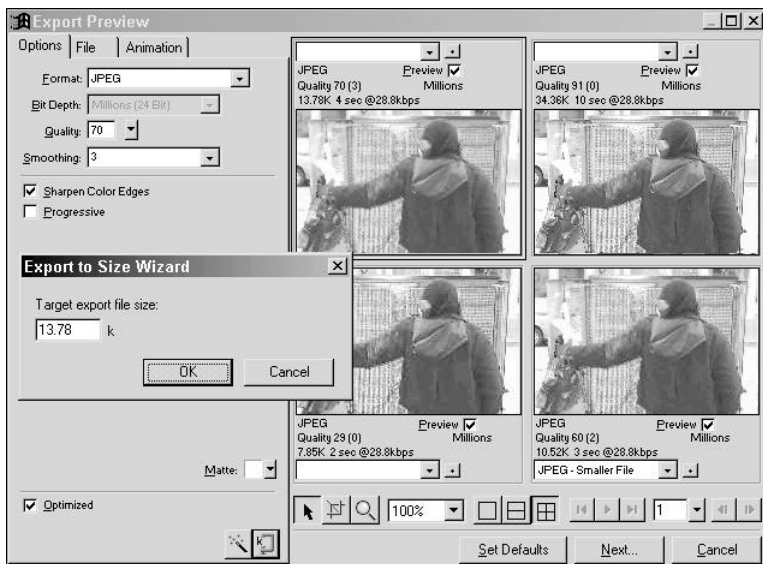 Export Preview
Options File Animation
Format: JPEG
Bit Depth: Millions (24 Bit)
Quality: 70
Smoothing: 3
Sharpen Color Edges
Progressive
Export to Size Wizard
Target export file size:
13.78 k
OK Cancel
Matte:
Optimized
JPEG Preview
Quality 70 (3) Millions
13.78K 4 sec @28.8kbps
JPEG Preview
Quality 91 (0) Millions
34.36K 10 sec @28.8kbps
JPEG Preview
Quality 29 (0) Millions
7.85K 2 sec @28.8kbps
JPEG Preview
Quality 60 (2) Millions
10.52K 3 sec @28.8kbps
JPEG - Smaller File
100% 1
Set Defaults Next... Cancel